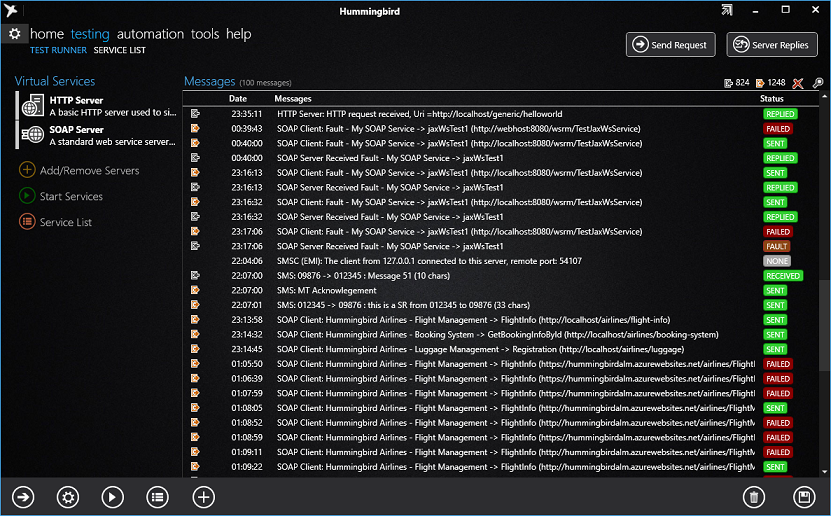 Hummingbird
home testing automation tools help
TEST RUNNER SERVICE LIST
Send Request
Server Replies
Virtual Services
HTTP Server
A basic HTTP server used to si...
SOAP Server
A standard web service server...
Add/Remove Servers
Start Services
Service List
Messages (100 messages) 824 1248
Date Messages Status
23:35:11 HTTP Server: HTTP request received, Uri =http://localhost/generic/helloworld REPLIED
00:39:43 SOAP Client: Fault - My SOAP Service -> jaxWsTest1 (http://webhost:8080/wsrm/TestJaxWsService) FAILED
00:40:00 SOAP Client: Fault - My SOAP Service -> jaxWsTest1 (http://localhost:8080/wsrm/TestJaxWsService) SENT
00:40:00 SOAP Server Received Fault - My SOAP Service -> jaxWsTest1 REPLIED
23:16:13 SOAP Client: Fault - My SOAP Service -> jaxWsTest1 (http://localhost:8080/wsrm/TestJaxWsService) SENT
23:16:13 SOAP Server Received Fault - My SOAP Service -> jaxWsTest1 REPLIED
23:16:32 SOAP Client: Fault - My SOAP Service -> jaxWsTest1 (http://localhost:8080/wsrm/TestJaxWsService) SENT
23:16:32 SOAP Server Received Fault - My SOAP Service -> jaxWsTest1 REPLIED
23:17:06 SOAP Client: Fault - My SOAP Service -> jaxWsTest1 (http://localhost:8080/wsrm/TestJaxWsService) FAILED
23:17:06 SOAP Server Received Fault - My SOAP Service -> jaxWsTest1 FAULT
22:04:06 SMSC (EMI): The client from 127.0.0.1 connected to this server, remote port: 54107 NONE
22:07:00 SMS: 09876 -> 012345 : Message 51 (10 chars) RECEIVED
22:07:00 SMS: MT Acknowlegement SENT
22:07:01 SMS: 012345 -> 09876 : this is a SR from 012345 to 09876 (33 chars) SENT
23:13:58 SOAP Client: Hummingbird Airlines - Flight Management -> FlightInfo (http://localhost/airlines/flight-info) SENT
23:14:32 SOAP Client: Hummingbird Airlines - Booking System -> GetBookingInfoById (http://localhost/airlines/booking-system) SENT
23:14:45 SOAP Client: Hummingbird Airlines - Luggage Management -> Registration (http://localhost/airlines/luggage) SENT
01:05:50 SOAP Client: Hummingbird Airlines - Flight Management -> FlightInfo (https://hummingbirdalm.azurewebsites.net/airlines/Flight FAILED
01:06:39 SOAP Client: Hummingbird Airlines - Flight Management -> FlightInfo (https://hummingbirdalm.azurewebsites.net/airlines/Flight FAILED
01:07:59 SOAP Client: Hummingbird Airlines - Flight Management -> FlightInfo (https://hummingbirdalm.azurewebsites.net/airlines/Flight FAILED
01:08:05 SOAP Client: Hummingbird Airlines - Flight Management -> FlightInfo (http://hummingbirdalm.azurewebsites.net/airlines/FlightM SENT
01:08:52 SOAP Client: Hummingbird Airlines - Flight Management -> FlightInfo (http://hummingbirdalm.azurewebsites.net/airlines/FlightM FAILED
01:08:59 SOAP Client: Hummingbird Airlines - Flight Management -> FlightInfo (http://hummingbirdalm.azurewebsites.net/airlines/FlightM FAILED
01:09:11 SOAP Client: Hummingbird Airlines - Flight Management -> FlightInfo (http://hummingbirdalm.azurewebsites.net/airlines/FlightM FAILED
01:09:22 SOAP Client: Hummingbird Airlines - Flight Management -> FlightInfo (http://hummingbirdalm.azurewebsites.net/airlines/FlightM SENT